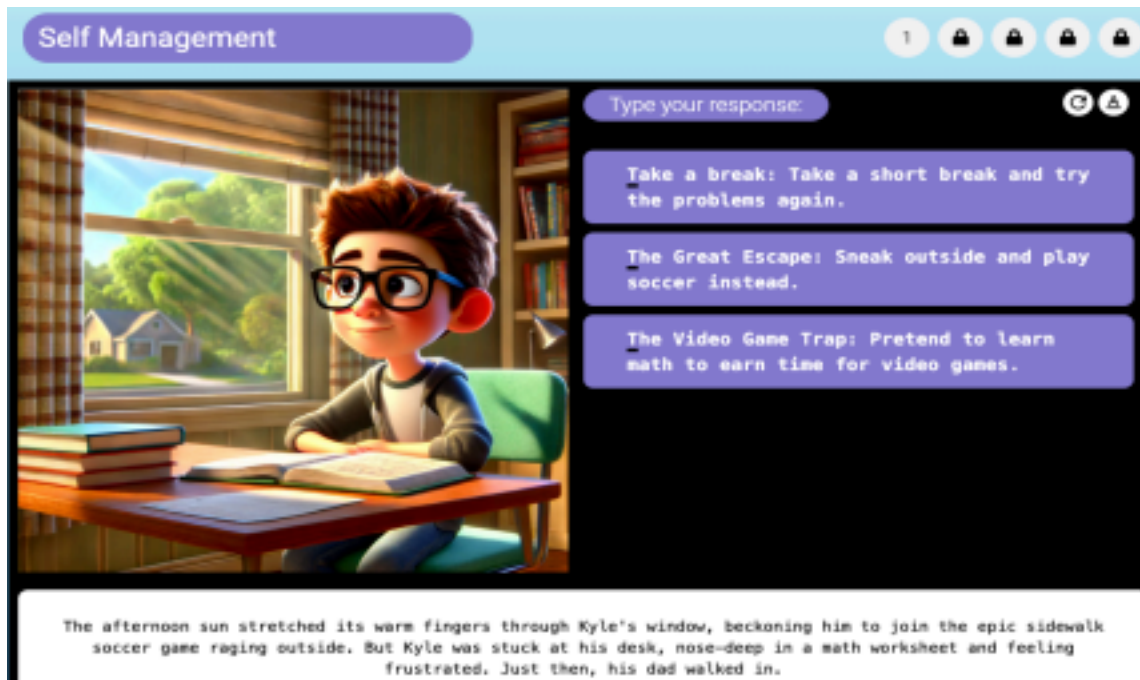 Self Management
1
Type your response:
Take a break: Take a short break and try
the problems again.
The Great Escape: Sneak outside and play
soccer instead.
The Video Game Trap: Pretend to learn
math to earn time for video games.
The afternoon sun stretched its warm fingers through Kyle's window, beckoning him to join the epic sidewalk
soccer game raging outside. But Kyle was stuck at his desk, nose-deep in a math worksheet and feeling
frustrated. Just then, his dad walked in.